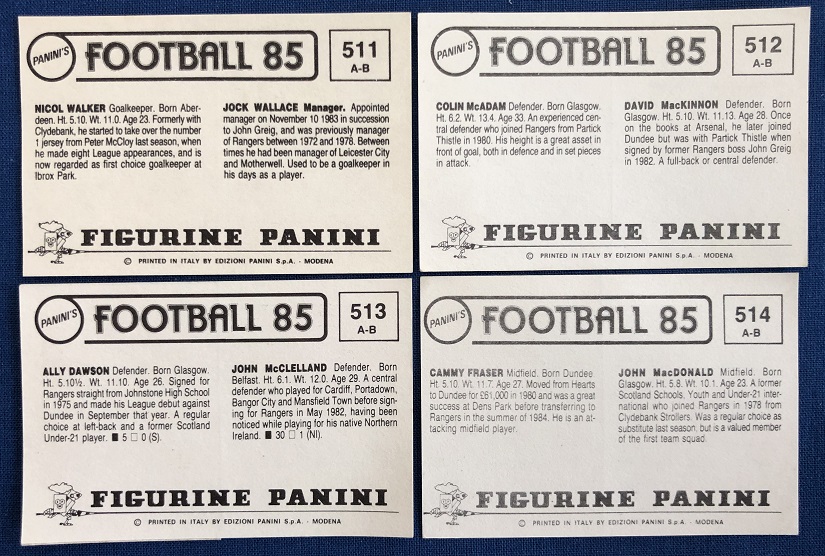 PANINI'S
FOOTBALL 85
511
A-B
NICOL WALKER Goalkeeper. Born Aber-
deen. Ht. 5.10. Wt. 11.0. Age 23. Formerly with
Clydebank, he started to take over the number
1 jersey from Peter McCloy last season, when
he made eight League appearances, and is
now regarded as first choice goalkeeper at
Ibrox Park.
JOCK WALLACE Manager. Appointed
manager on November 10 1983 in succession
to John Greig, and was previously manager
of Rangers between 1972 and 1978. Between
times he had been manager of Leicester City
and Motherwell. Used to be a goalkeeper in
his days as a player.
FIGURINE PANINI
© PRINTED IN ITALY BY EDIZIONI PANINI S.p.A. - MODENA
PANINI'S
FOOTBALL 85
512
A-B
COLIN McADAM Defender. Born Glasgow.
Ht. 6.2. Wt. 13.4. Age 33. An experienced cen-
tral defender who joined Rangers from Partick
Thistle in 1980. His height is a great asset in
front of goal, both in defence and in set pieces
in attack.
DAVID MacKINNON Defender. Born
Glasgow. Ht. 5.10. Wt. 11.13. Age 28. Once
on the books at Arsenal, he later joined
Dundee but was with Partick Thistle when
signed by former Rangers boss John Greig
in 1982. A full-back or central defender.
FIGURINE PANINI
© PRINTED IN ITALY BY EDIZIONI PANINI S.p.A. - MODENA
PANINI'S
FOOTBALL 85
513
A-B
ALLY DAWSON Defender. Born Glasgow.
Ht. 5.10½. Wt. 11.10. Age 26. Signed for
Rangers straight from Johnstone High School
in 1975 and made his League debut against
Dundee in September that year. A regular
choice at left-back and a former Scotland
Under-21 player. ■ 5 □ 0 (S).
JOHN McCLELLAND Defender. Born
Belfast. Ht. 6.1. Wt. 12.0. Age 29. A central
defender who played for Cardiff, Portadown,
Bangor City and Mansfield Town before sign-
ing for Rangers in May 1982, having been
noticed while playing for his native Northern
Ireland. ■ 30 □ 1 (NI).
FIGURINE PANINI
© PRINTED IN ITALY BY EDIZIONI PANINI S.p.A. - MODENA
PANINI'S
FOOTBALL 85
514
A-B
CAMMY FRASER Midfield. Born Dundee.
Ht. 5.10. Wt. 11.7. Age 27. Moved from Hearts
to Dundee for £61,000 in 1980 and was a great
success at Dens Park before transferring to
Rangers in the summer of 1984. He is an at-
tacking midfield player.
JOHN MacDONALD Midfield. Born
Glasgow. Ht. 5.8. Wt. 10.1. Age 23. A former
Scotland Schools, Youth and Under-21 inter-
national who joined Rangers in 1978 from
Clydebank Strollers. Was a regular choice as
substitute last season, but is a valued member
of the first team squad.
FIGURINE PANINI
© PRINTED IN ITALY BY EDIZIONI PANINI S.p.A. - MODENA